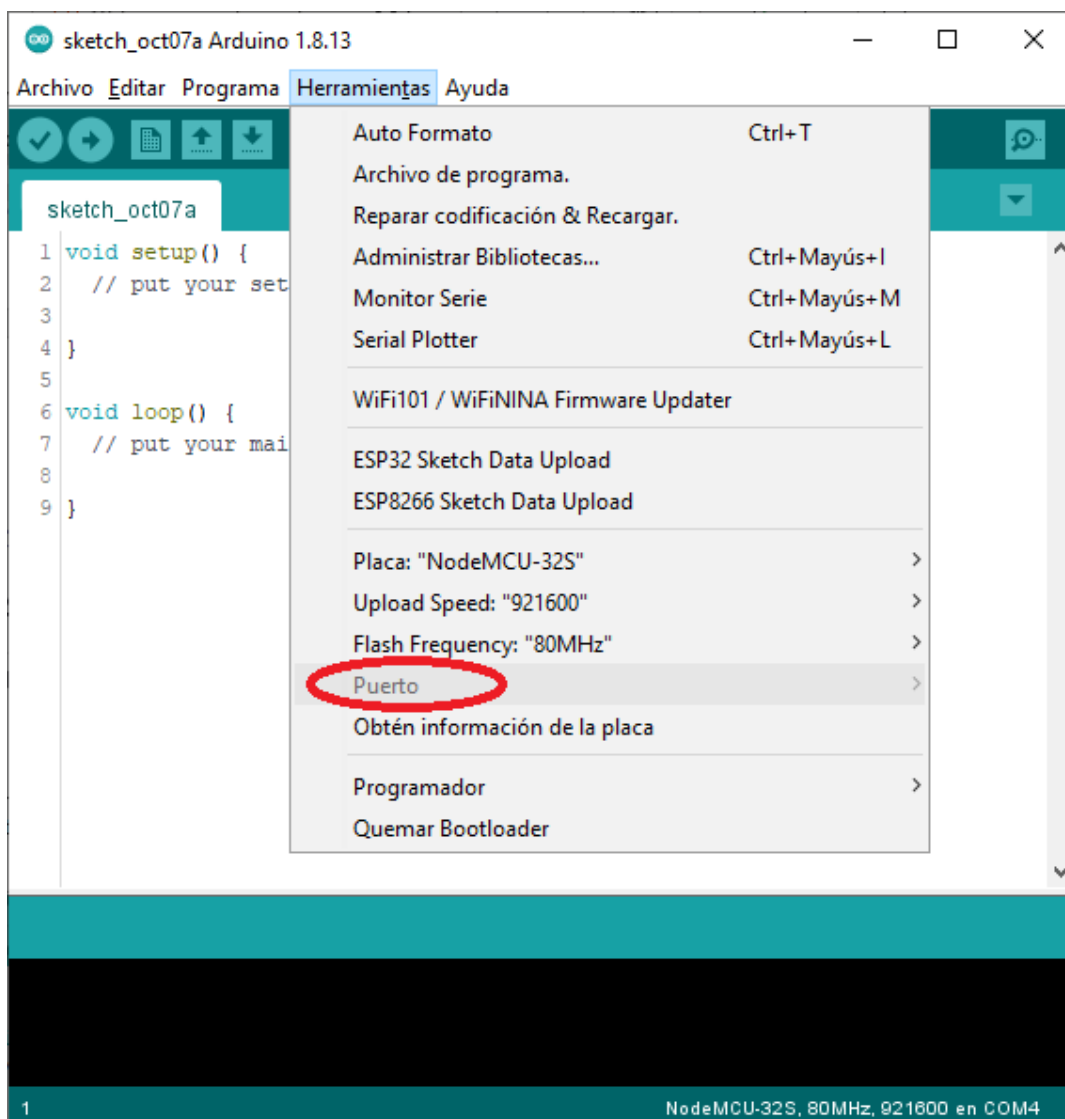 sketch_oct07a Arduino 1.8.13
Archivo Editar Programa Herramientas Ayuda
sketch_oct07a
1 void setup() {
2 // put your set
3
4 }
5
6 void loop() {
7 // put your mai
8
9 }
Auto Formato Ctrl+T
Archivo de programa.
Reparar codificación & Recargar.
Administrar Bibliotecas... Ctrl+Mayús+I
Monitor Serie Ctrl+Mayús+M
Serial Plotter Ctrl+Mayús+L
WiFi101 / WiFiNINA Firmware Updater
ESP32 Sketch Data Upload
ESP8266 Sketch Data Upload
Placa: "NodeMCU-32S"
Upload Speed: "921600"
Flash Frequency: "80MHz"
Puerto
Obtén información de la placa
Programador
Quemar Bootloader
1 NodeMCU-32S, 80MHz, 921600 en COM4